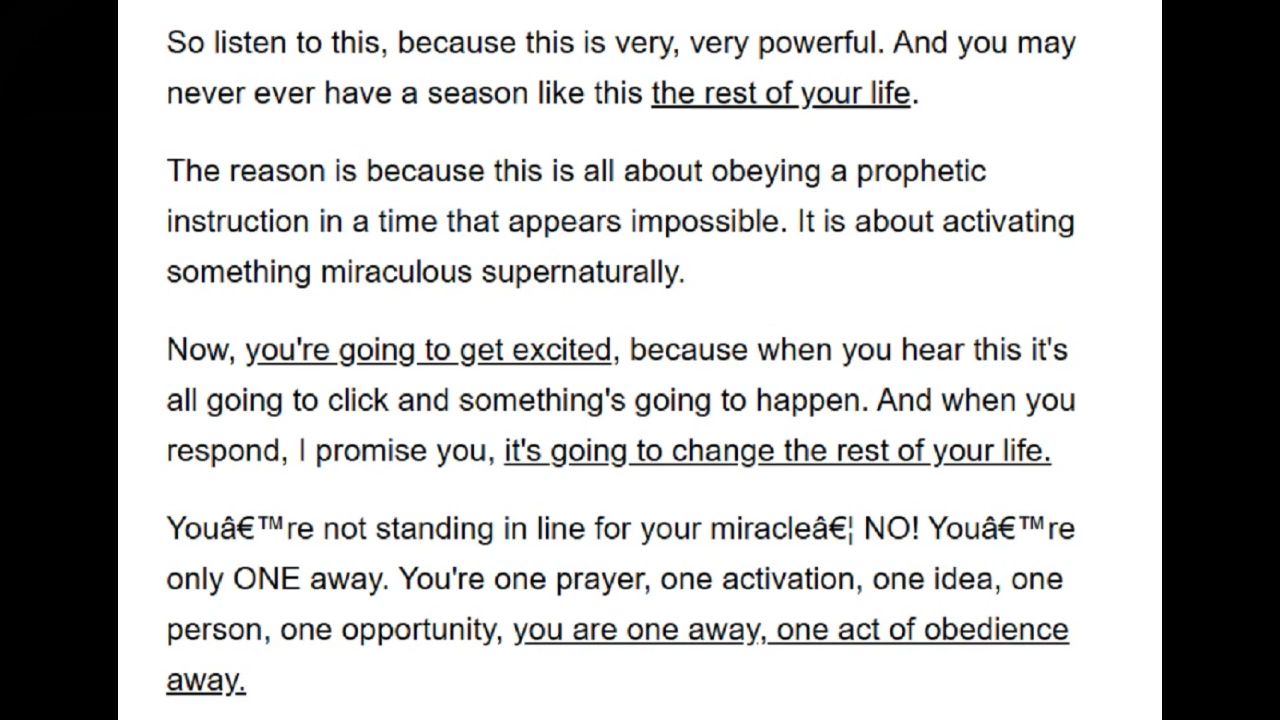 So listen to this, because this is very, very powerful. And you may
never ever have a season like this the rest of your life.
The reason is because this is all about obeying a prophetic
instruction in a time that appears impossible. It is about activating
something miraculous supernaturally.
Now, you're going to get excited, because when you hear this it's
all going to click and something's going to happen. And when you
respond, I promise you, it's going to change the rest of your life.
Youâ€™re not standing in line for your miracleâ€¦ NO! Youâ€™re
only ONE away. You're one prayer, one activation, one idea, one
person, one opportunity, you are one away, one act of obedience
away.